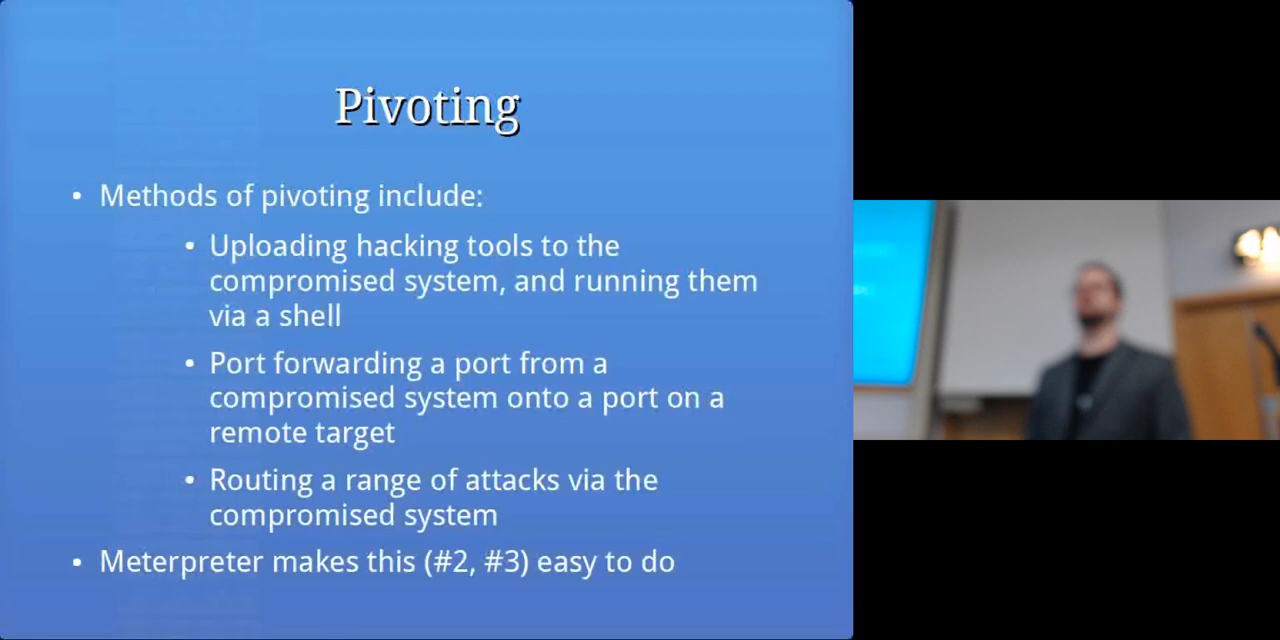 Pivoting
• Methods of pivoting include:
• Uploading hacking tools to the
compromised system, and running them
via a shell
• Port forwarding a port from a
compromised system onto a port on a
remote target
• Routing a range of attacks via the
compromised system
• Meterpreter makes this (#2, #3) easy to do